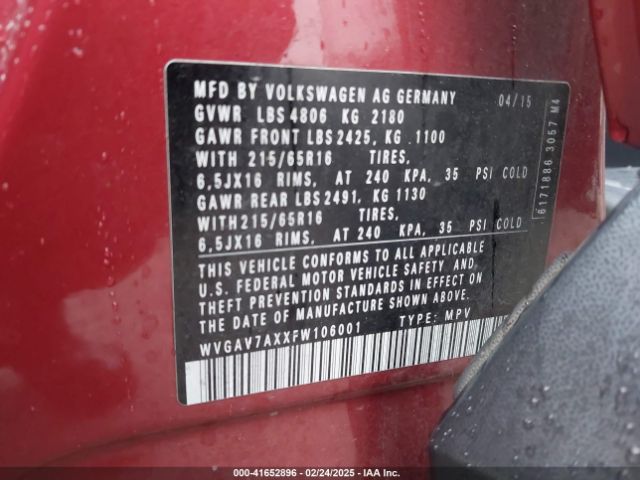 MFD BY VOLKSWAGEN AG GERMANY 04/15
GVWR LBS 4806 KG 2180
GAWR FRONT LBS 2425, KG .1100
WITH 215/65R16 TIRES,
6,5JX16 RIMS, AT 240 KPA, 35 PSI COLD
GAWR REAR LBS 2491, KG 1130
WITH 215/65R16 TIRES,
6,5JX16 RIMS, AT 240 KPA, 35 PSI COLD
THIS VEHICLE CONFORMS TO ALL APPLICABLE
U.S. FEDERAL MOTOR VEHICLE SAFETY AND
THEFT PREVENTION STANDARDS IN EFFECT ON
THE DATE OF MANUFACTURE SHOWN ABOVE.
WVGAV7AXXFW106001 TYPE: MPV
6171886 3057 M4
000-41652896 - 02/24/2025 - IAA Inc.